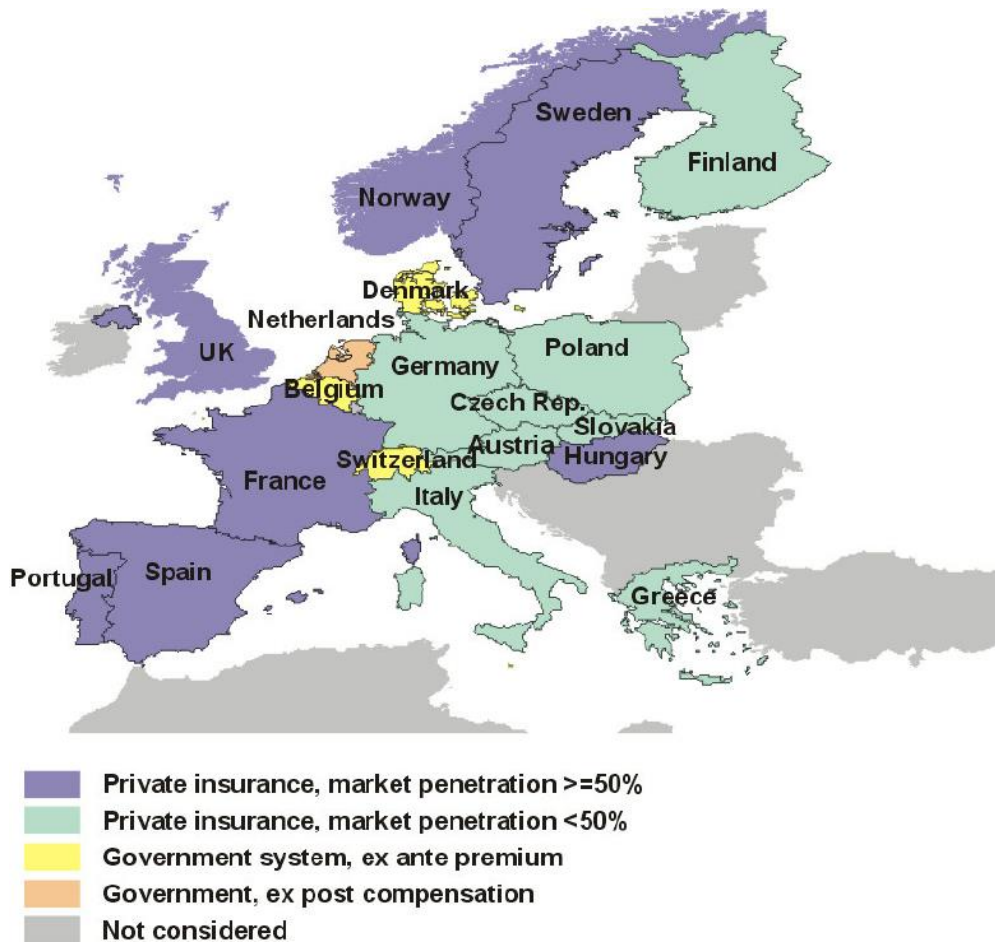 Sweden
Finland
Norway
Denmark
Netherlands
UK
Germany
Poland
Belgium
Czech Rep.
Slovakia
Austria
Switzerland
Hungary
France
Italy
Portugal
Spain
Greece
Private insurance, market penetration >=50%
Private insurance, market penetration <50%
Government system, ex ante premium
Government, ex post compensation
Not considered